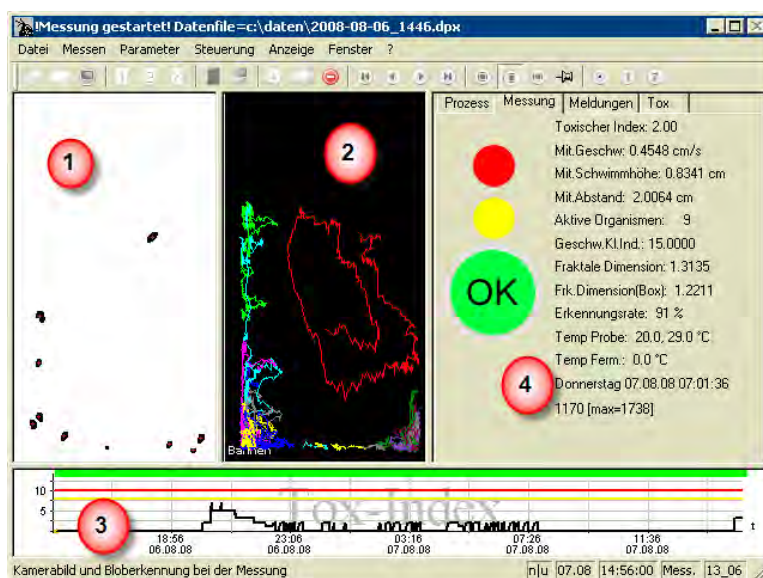 !Messung gestartet! Datenfile=c:\daten\2008-08-06_1446.dpx
Datei Messen Parameter Steuerung Anzeige Fenster ?
Prozess Messung Meldungen Tox
1
2
Bahnen
OK
Toxischer Index: 2.00
Mit.Geschw: 0.4548 cm/s
Mit.Schwimmhöhe: 0.8341 cm
Mit.Abstand: 2.0064 cm
Aktive Organismen: 9
Geschw.Kl.Ind.: 15.0000
Fraktale Dimension: 1.3135
Frk.Dimension(Box): 1.2211
Erkennungsrate: 91 %
Temp Probe: 20.0, 29.0 °C
Temp Ferm.: 0.0 °C
4
Donnerstag 07.08.08 07:01:36
1170 [max=1738]
Tox-Index
10
5
3
t
18:56 23:06 03:16 07:26 11:36
06.08.08 06.08.08 07.08.08 07.08.08 07.08.08
Kamerabild und Bloberkennung bei der Messung n|u 07.08 14:56:00 Mess. 13_06